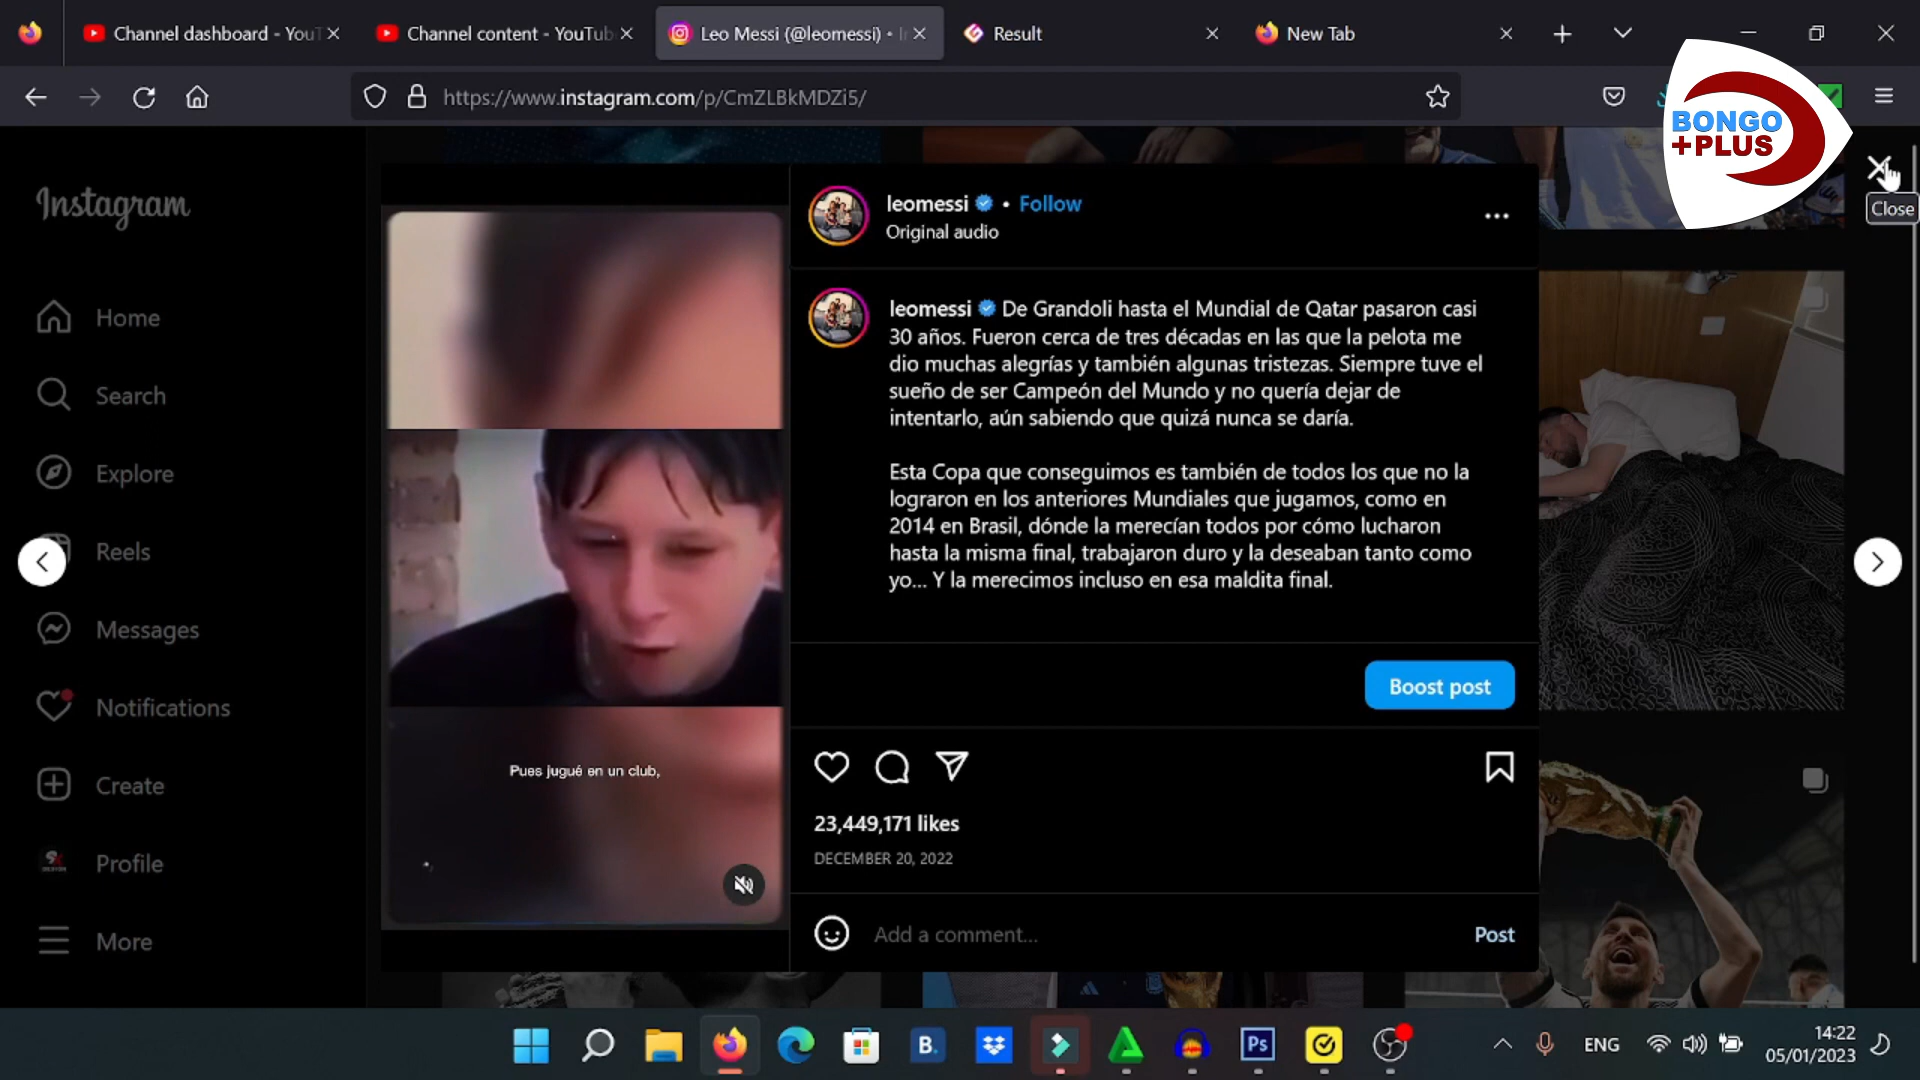 Channel dashboard - YouT
Channel content - YouTub
Leo Messi (@leomessi) •
Result
New Tab
https://www.instagram.com/p/CmZLBkMDZi5/
BONGO
+PLUS
Close
Instagram
Home
Search
Explore
Reels
Messages
Notifications
Create
Profile
More
leomessi • Follow
Original audio
leomessi De Grandoli hasta el Mundial de Qatar pasaron casi
30 años. Fueron cerca de tres décadas en las que la pelota me
dio muchas alegrías y también algunas tristezas. Siempre tuve el
sueño de ser Campeón del Mundo y no quería dejar de
intentarlo, aún sabiendo que quizá nunca se daría.
Esta Copa que conseguimos es también de todos los que no la
lograron en los anteriores Mundiales que jugamos, como en
2014 en Brasil, dónde la merecían todos por cómo lucharon
hasta la misma final, trabajaron duro y la deseaban tanto como
yo... Y la merecimos incluso en esa maldita final.
Pues jugué en un club,
Boost post
23,449,171 likes
DECEMBER 20, 2022
Add a comment...
Post
B.
Ps
ENG
14:22
05/01/2023